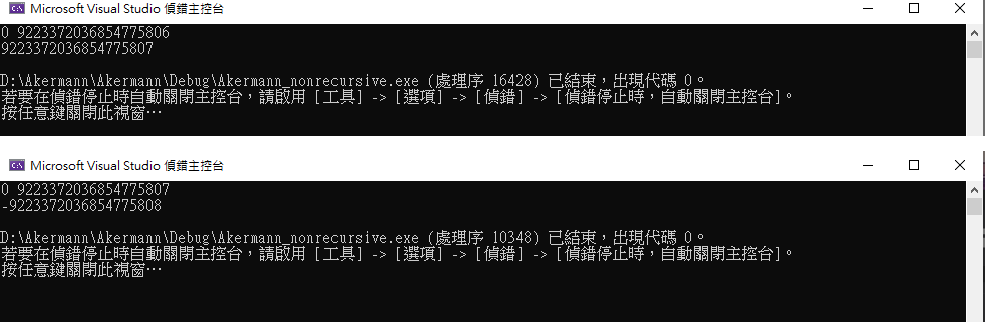 Microsoft Visual Studio 偵錯主控台
0 9223372036854775806
9223372036854775807
D:\Akermann\Akermann\Debug\Akermann_nonrecursive.exe (處理序 16428) 已結束，出現代碼 0。
若要在偵錯停止時自動關閉主控台，請啟用 [工具] -> [選項] -> [偵錯] -> [偵錯停止時，自動關閉主控台]。
按任意鍵關閉此視窗…
Microsoft Visual Studio 偵錯主控台
0 9223372036854775807
-9223372036854775808
D:\Akermann\Akermann\Debug\Akermann_nonrecursive.exe (處理序 10348) 已結束，出現代碼 0。
若要在偵錯停止時自動關閉主控台，請啟用 [工具] -> [選項] -> [偵錯] -> [偵錯停止時，自動關閉主控台]。
按任意鍵關閉此視窗…